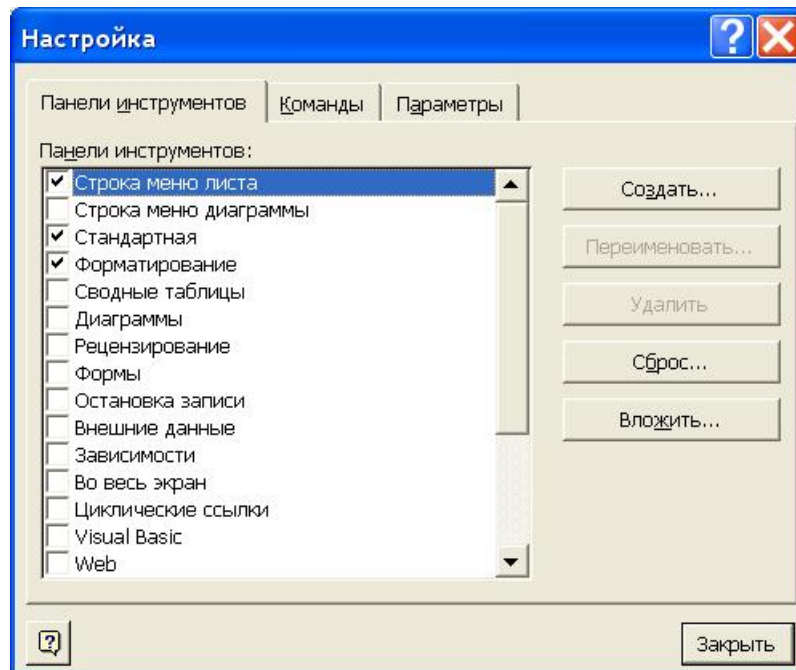 Настройка
Панели инструментов
Команды
Параметры
Панели инструментов:
Строка меню листа
Строка меню диаграммы
Стандартная
Форматирование
Сводные таблицы
Диаграммы
Рецензирование
Формы
Остановка записи
Внешние данные
Зависимости
Во весь экран
Циклические ссылки
Visual Basic
Web
Создать...
Переименовать...
Удалить
Сброс...
Вложить...
Закрыть